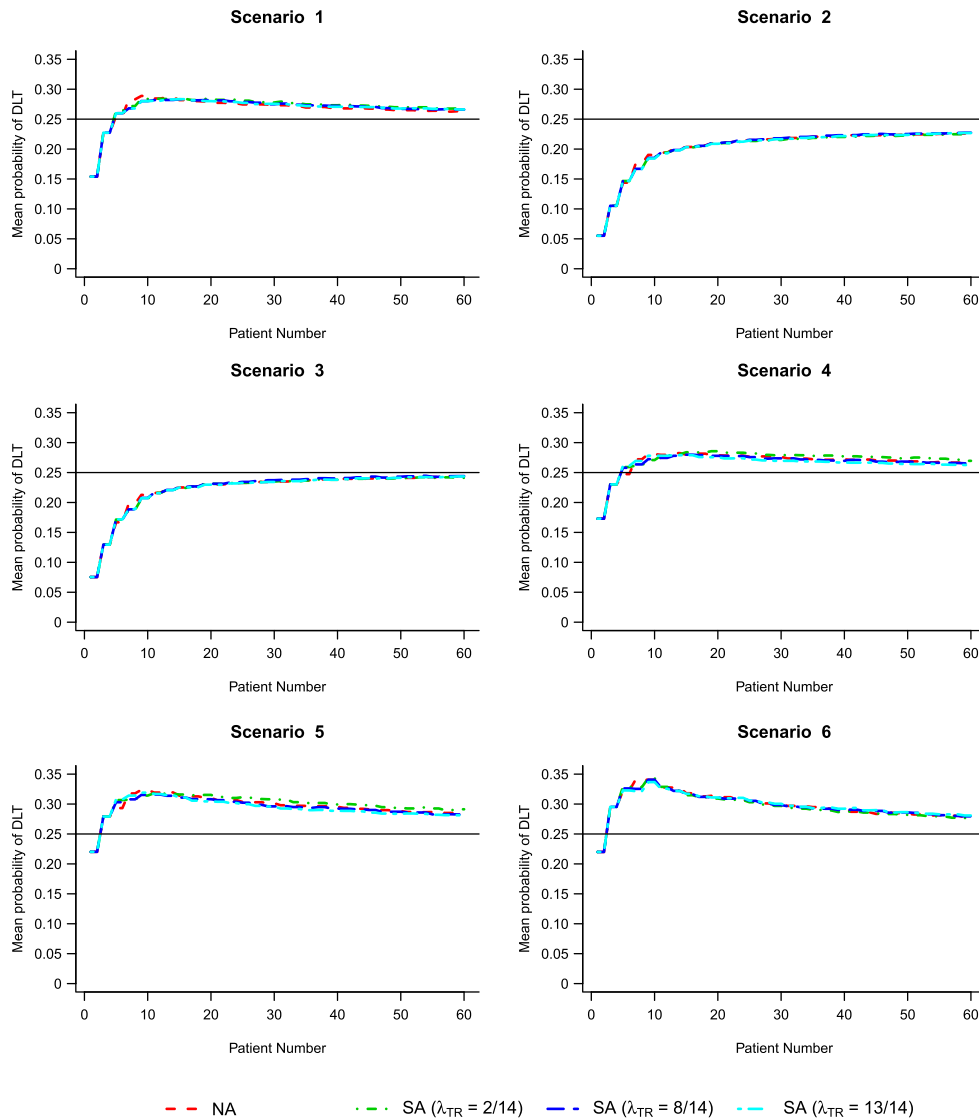 Scenario 1
Mean probability of DLT
0.35
0.30
0.25
0.20
0.15
0.10
0.05
0
0 10 20 30 40 50 60
Patient Number
Scenario 2
Mean probability of DLT
0.35
0.30
0.25
0.20
0.15
0.10
0.05
0
0 10 20 30 40 50 60
Patient Number
Scenario 3
Mean probability of DLT
0.35
0.30
0.25
0.20
0.15
0.10
0.05
0
0 10 20 30 40 50 60
Patient Number
Scenario 4
Mean probability of DLT
0.35
0.30
0.25
0.20
0.15
0.10
0.05
0
0 10 20 30 40 50 60
Patient Number
Scenario 5
Mean probability of DLT
0.35
0.30
0.25
0.20
0.15
0.10
0.05
0
0 10 20 30 40 50 60
Patient Number
Scenario 6
Mean probability of DLT
0.35
0.30
0.25
0.20
0.15
0.10
0.05
0
0 10 20 30 40 50 60
Patient Number
NA SA (λTR = 2/14) SA (λTR = 8/14) SA (λTR = 13/14)